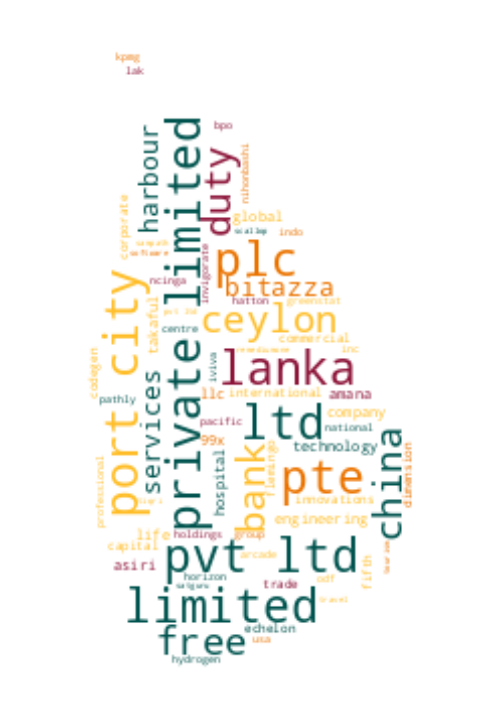 kpmg
lak
bpo
harbour
private limited
duty
nihonbashi
corporate
global
indo
software
plc
invigorate
ncinga
bitazza
port city
takaful
hatton
greenstat
pvt ltd
ceylon
centre
commercial
codegen
iviva
inc
lanka
pathly
services
llc
international
amana
ltd
company
pacific
national
99x
technology
china
hospital
bank
flemingo
dimension
professional
pte
innovations
engineering
life
holdings
group
capital
pvt ltd
arcade
asiri
horizon
trade
odf
fifth
travel
limited
echelon
free
usa
hydrogen